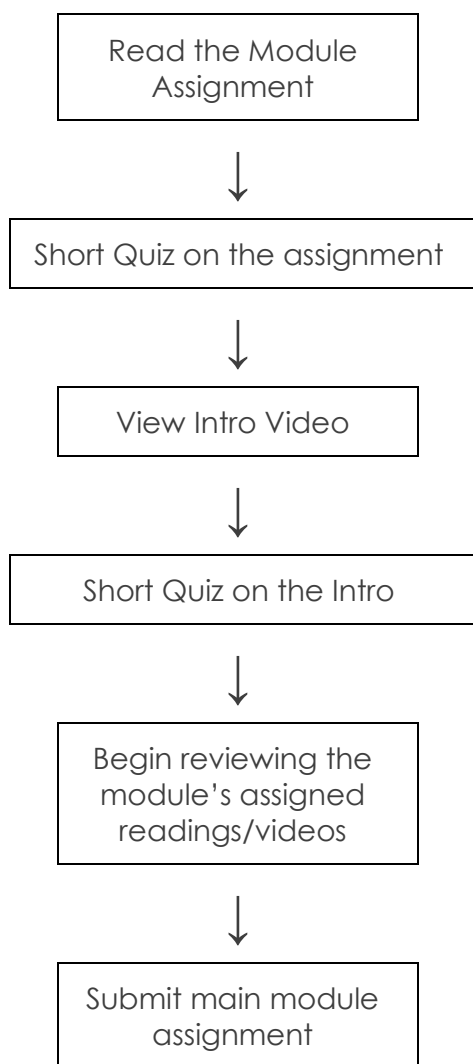 Read the Module
Assignment
Short Quiz on the assignment
View Intro Video
Short Quiz on the Intro
Begin reviewing the
module’s assigned
readings/videos
Submit main module
assignment